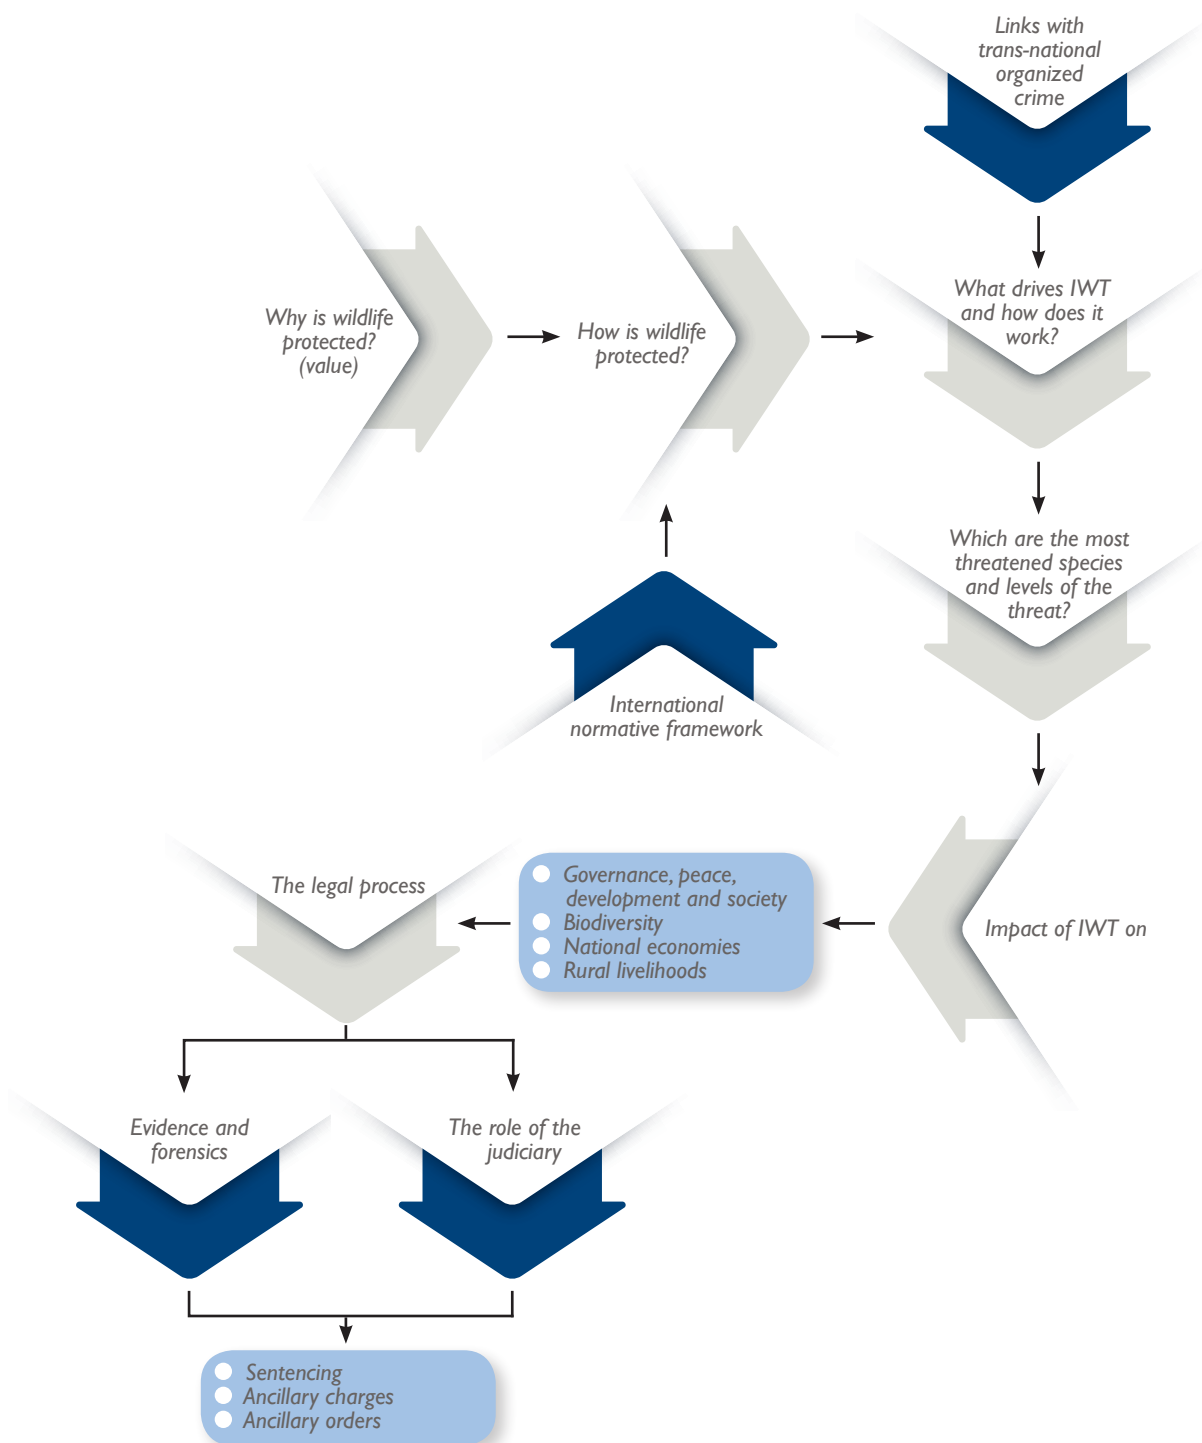 Links with
trans-national
organized
crime
Why is wildlife
protected?
(value)
How is wildlife
protected?
What drives IWT
and how does it
work?
Which are the most
threatened species
and levels of the
threat?
International
normative framework
The legal process
Governance, peace,
development and society
Biodiversity
National economies
Rural livelihoods
Impact of IWT on
Evidence and
forensics
The role of the
judiciary
Sentencing
Ancillary charges
Ancillary orders